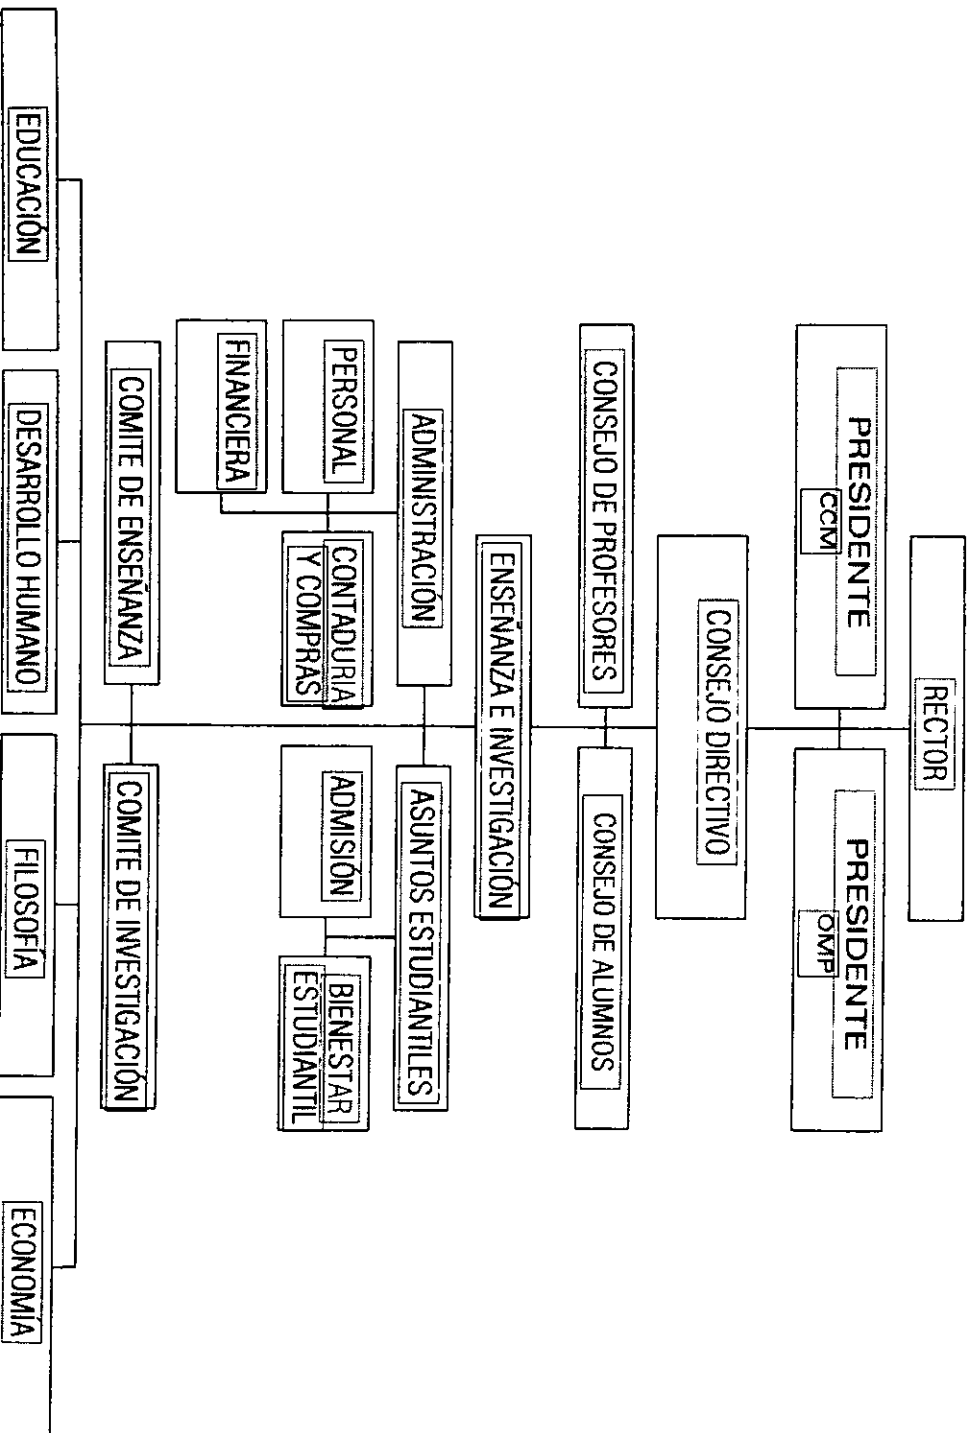 RECTOR
PRESIDENTE
CCM
PRESIDENTE
OMP
CONSEJO DIRECTIVO
CONSEJO DE PROFESORES
CONSEJO DE ALUMNOS
ENSEÑANZA E INVESTIGACIÓN
ADMINISTRACIÓN
ASUNTOS ESTUDIANTILES
PERSONAL
CONTADURIA
Y COMPRAS
ADMISIÓN
BIENESTAR
ESTUDIANTIL
FINANCIERA
COMITE DE ENSEÑANZA
COMITE DE INVESTIGACIÓN
EDUCACIÓN
DESARROLLO HUMANO
FILOSOFÍA
ECONOMÍA